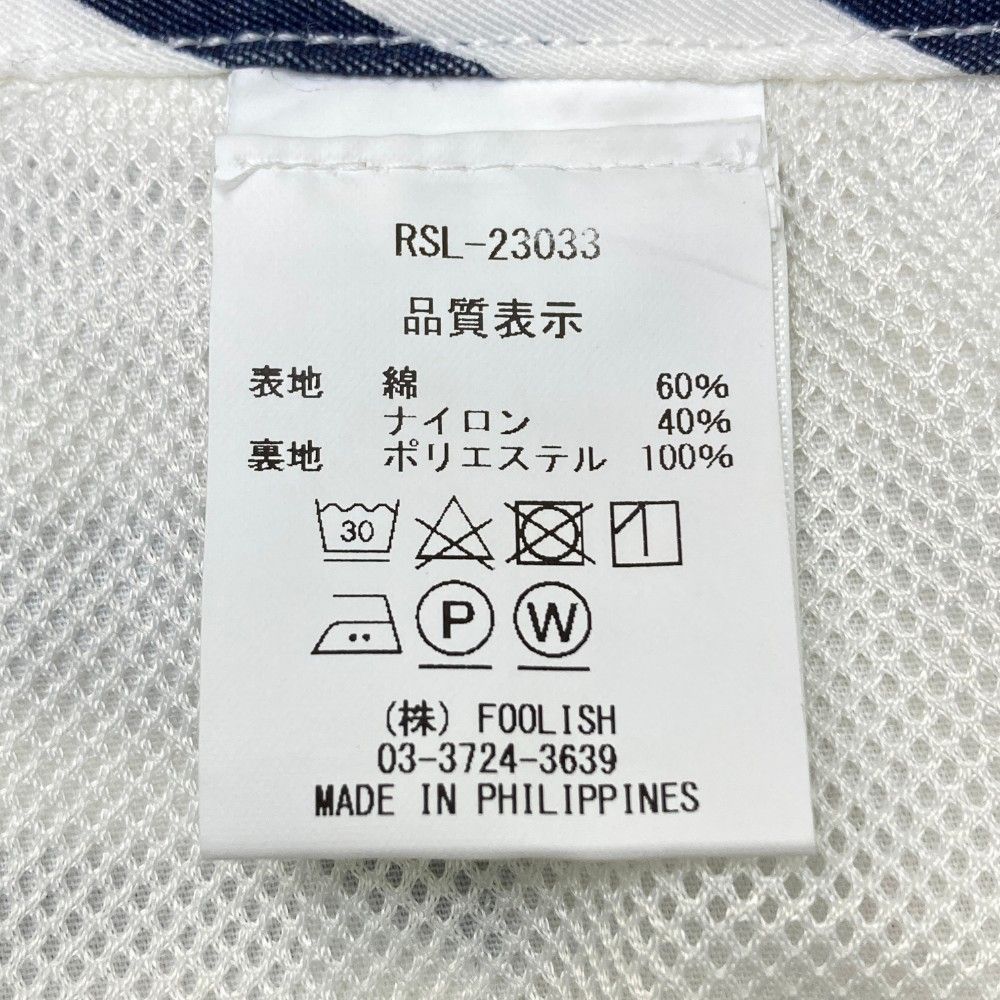 RSL-23033
品質表示
表地 綿 60%
ナイロン 40%
裏地 ポリエステル 100%
30
P W
(株) FOOLISH
03-3724-3639
MADE IN PHILIPPINES